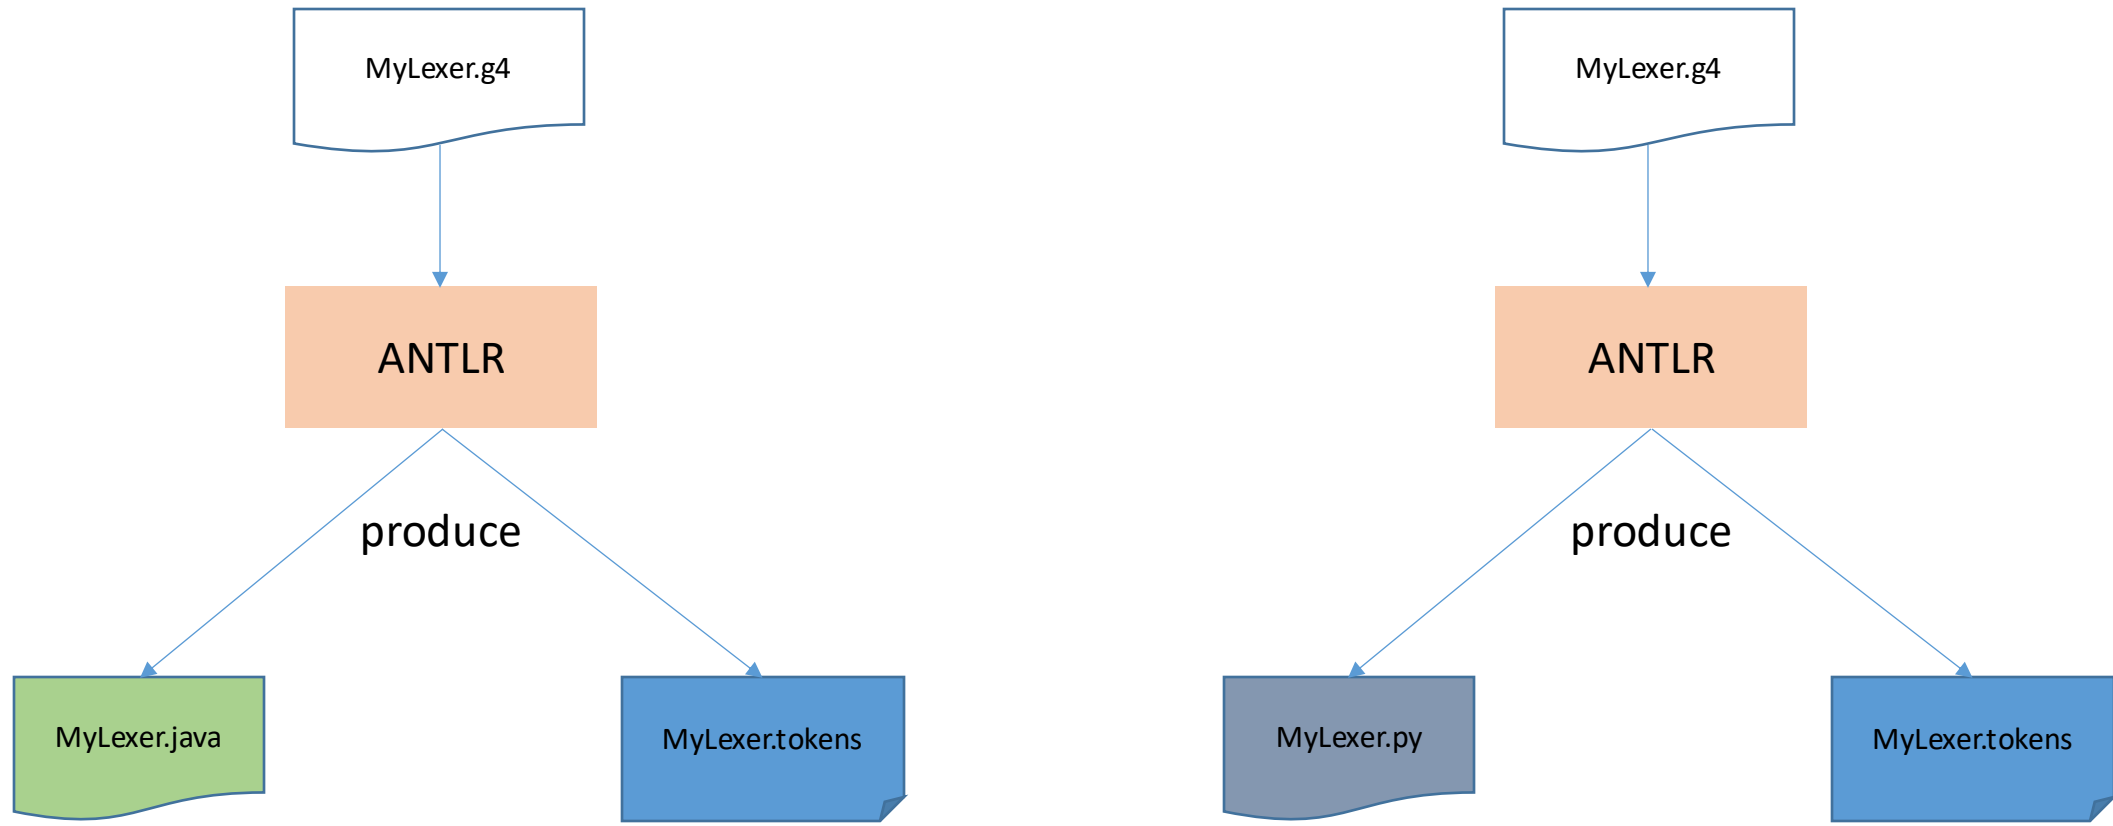 MyLexer.g4
MyLexer.g4
ANTLR
ANTLR
produce
produce
MyLexer.java
MyLexer.tokens
MyLexer.py
MyLexer.tokens